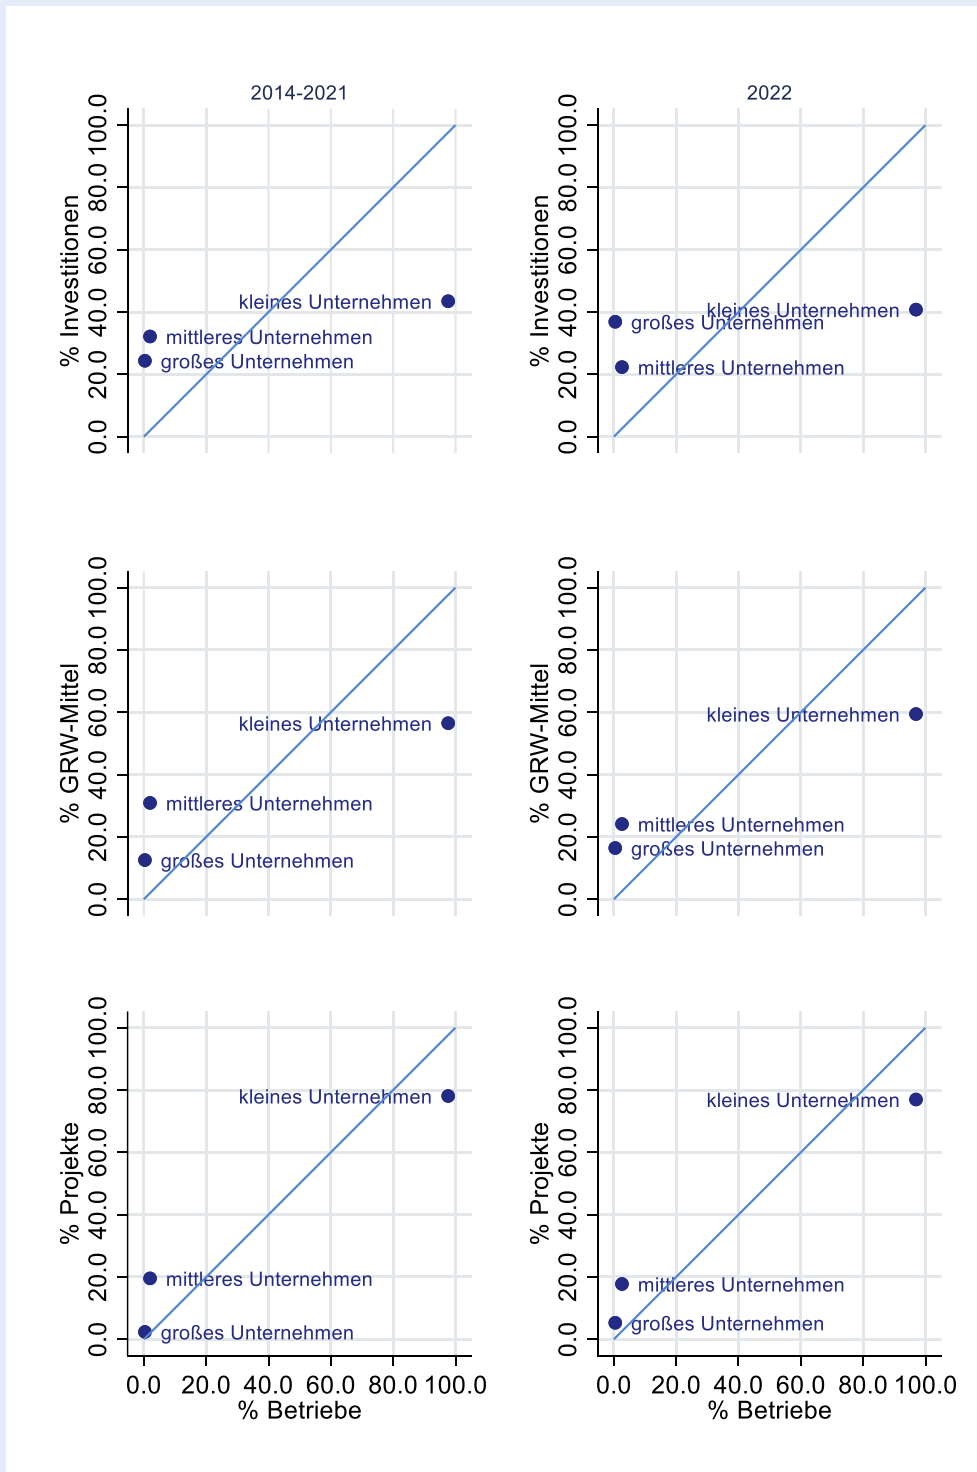 2014-2021
2022
% Investitionen
0.0 20.0 40.0 60.0 80.0 100.0
kleines Unternehmen
mittleres Unternehmen
großes Unternehmen
% Investitionen
0.0 20.0 40.0 60.0 80.0 100.0
kleines Unternehmen
großes Unternehmen
mittleres Unternehmen
% GRW-Mittel
0.0 20.0 40.0 60.0 80.0 100.0
kleines Unternehmen
mittleres Unternehmen
großes Unternehmen
% GRW-Mittel
0.0 20.0 40.0 60.0 80.0 100.0
kleines Unternehmen
mittleres Unternehmen
großes Unternehmen
% Projekte
0.0 20.0 40.0 60.0 80.0 100.0
kleines Unternehmen
mittleres Unternehmen
großes Unternehmen
0.0 20.0 40.0 60.0 80.0 100.0
% Betriebe
% Projekte
0.0 20.0 40.0 60.0 80.0 100.0
kleines Unternehmen
mittleres Unternehmen
großes Unternehmen
0.0 20.0 40.0 60.0 80.0 100.0
% Betriebe